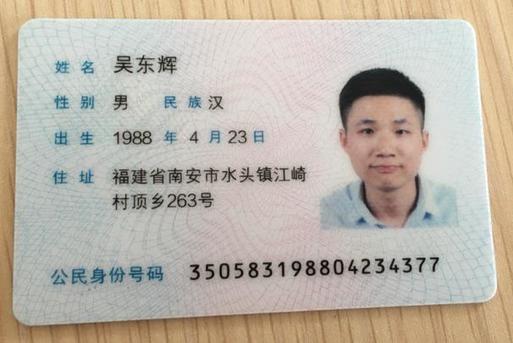 姓名 吴东辉
性别 男 民族 汉
出生 1988 年 4 月 23 日
住址 福建省南安市水头镇江崎
村顶乡263号
公民身份号码 350583198804234377